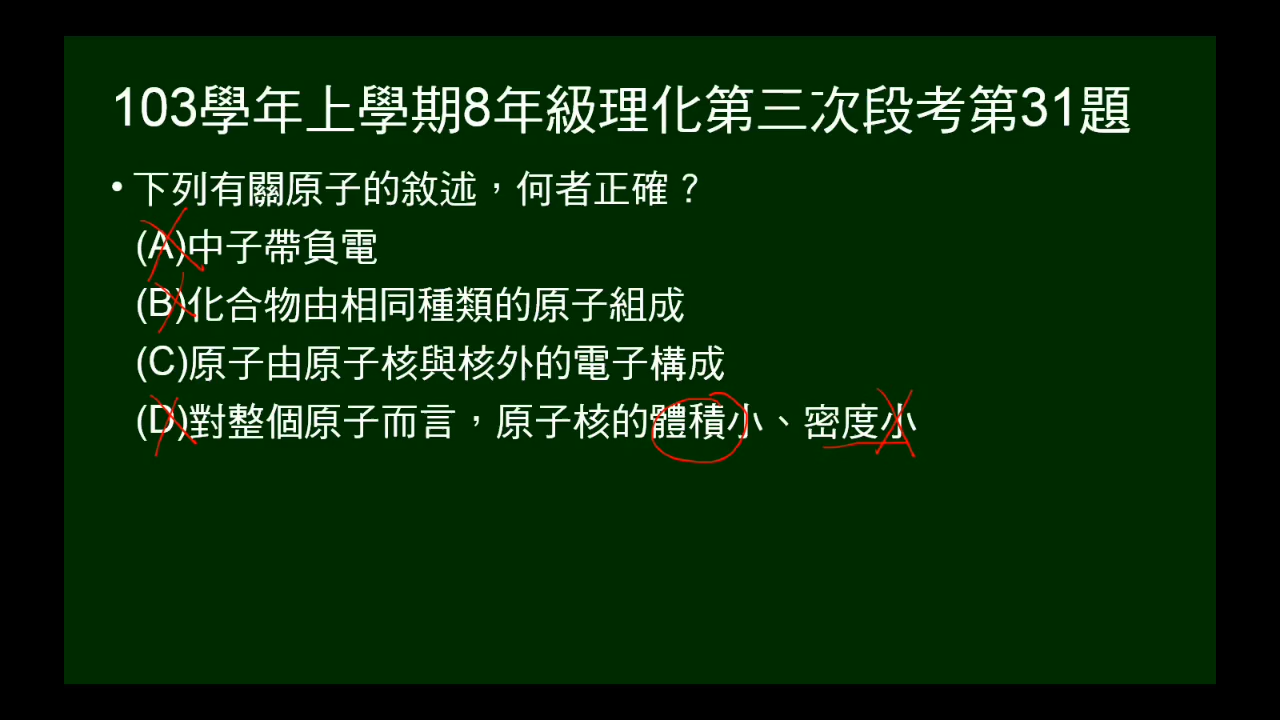 103學年上學期8年級理化第三次段考第31題
•下列有關原子的敘述，何者正確？
(A)中子帶負電
(B)化合物由相同種類的原子組成
(C)原子由原子核與核外的電子構成
(D)對整個原子而言，原子核的體積小、密度小